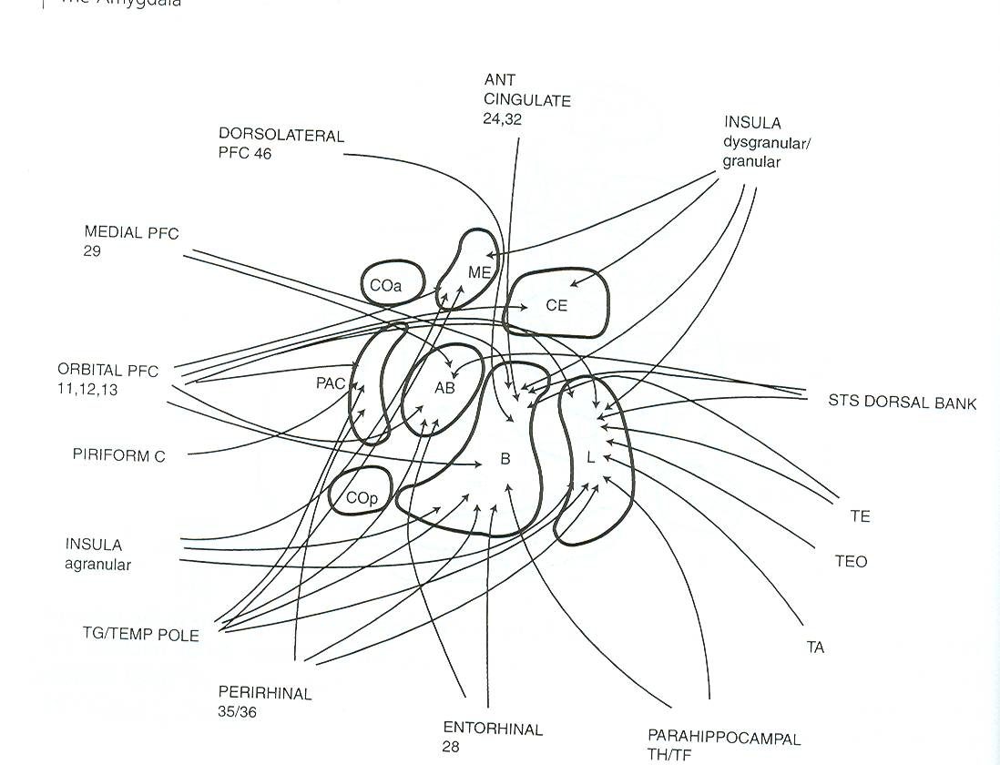 The Amygdala
ANT
CINGULATE
24,32
INSULA
dysgranular/
granular
DORSOLATERAL
PFC 46
MEDIAL PFC
29
ME
COa
CE
ORBITAL PFC
11,12,13
PAC
AB
STS DORSAL BANK
PIRIFORM C
B
L
COp
TE
INSULA
agranular
TEO
TG/TEMP POLE
TA
PERIRHINAL
35/36
ENTORHINAL
28
PARAHIPPOCAMPAL
TH/TF